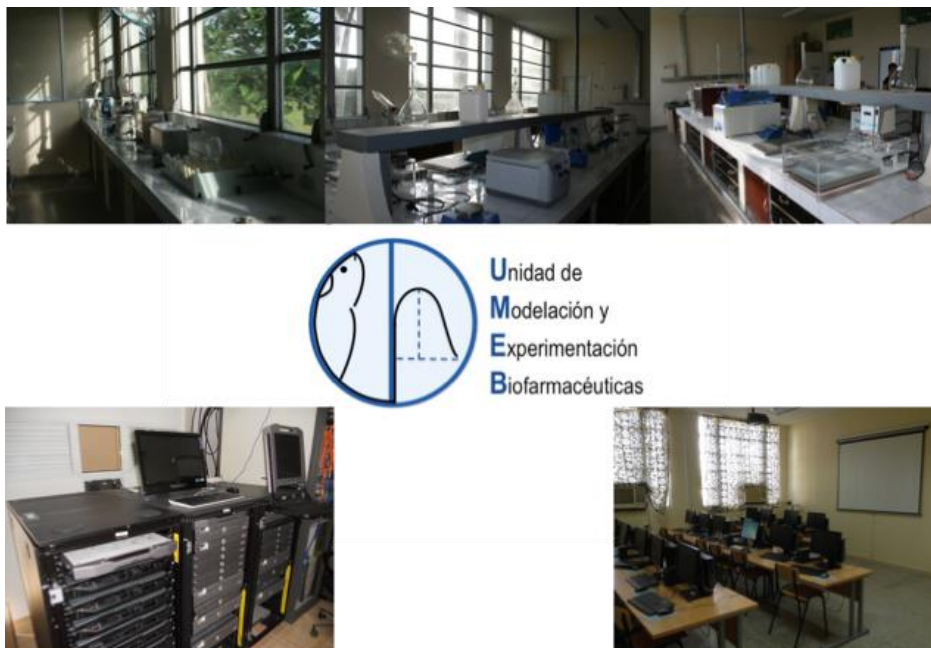 Unidad de
Modelación y
Experimentación
Biofarmacéuticas